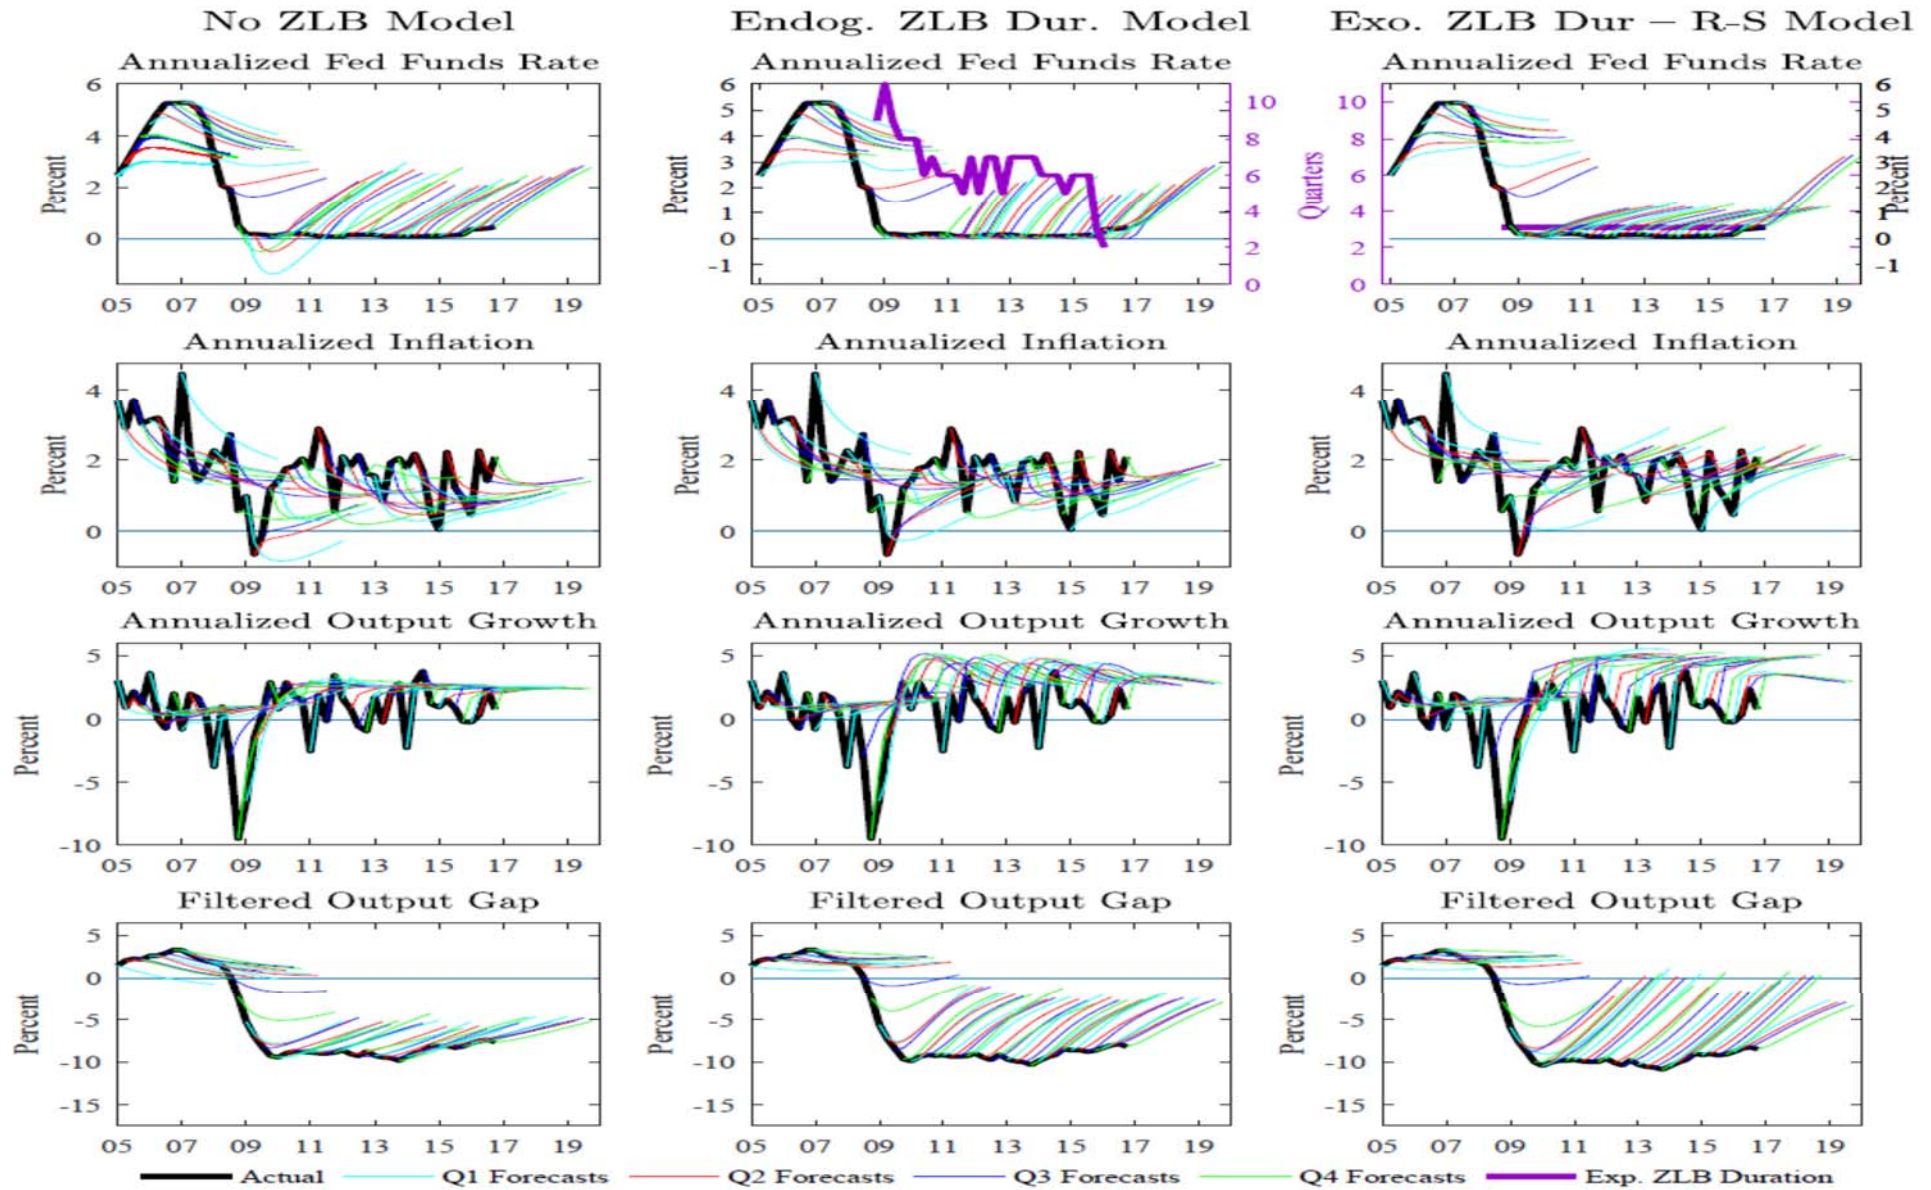 No ZLB Model
Endog. ZLB Dur. Model
Exo. ZLB Dur – R-S Model
Annualized Fed Funds Rate
Annualized Fed Funds Rate
Annualized Fed Funds Rate
Percent
6
4
2
0
05 07 09 11 13 15 17 19
Percent
6
5
4
3
2
1
0
-1
10
8
6
4
2
0
05 07 09 11 13 15 17 19
Quarters
10
8
6
4
2
0
6
5
4
3
2
1
0
-1
Percent
05 07 09 11 13 15 17 19
Annualized Inflation
Annualized Inflation
Annualized Inflation
Percent
4
2
0
05 07 09 11 13 15 17 19
Percent
4
2
0
05 07 09 11 13 15 17 19
Percent
4
2
0
05 07 09 11 13 15 17 19
Annualized Output Growth
Annualized Output Growth
Annualized Output Growth
Percent
5
0
-5
-10
05 07 09 11 13 15 17 19
Percent
5
0
-5
-10
05 07 09 11 13 15 17 19
Percent
5
0
-5
-10
05 07 09 11 13 15 17 19
Filtered Output Gap
Filtered Output Gap
Filtered Output Gap
Percent
5
0
-5
-10
-15
05 07 09 11 13 15 17 19
Percent
5
0
-5
-10
-15
05 07 09 11 13 15 17 19
Percent
5
0
-5
-10
-15
05 07 09 11 13 15 17 19
Actual Q1 Forecasts Q2 Forecasts Q3 Forecasts Q4 Forecasts Exp. ZLB Duration